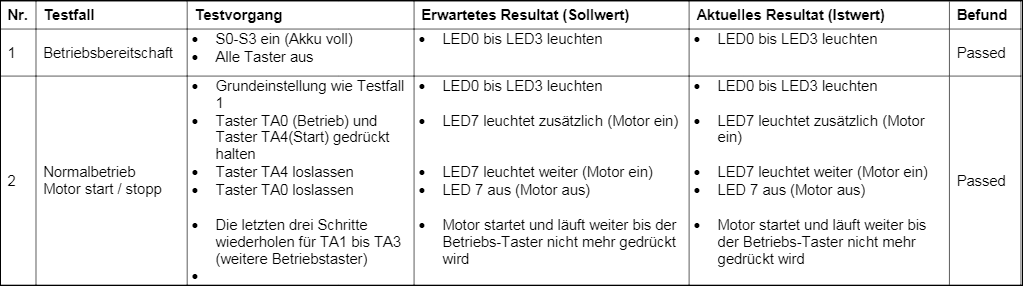 Nr. Testfall Testvorgang Erwartetes Resultat (Sollwert) Aktuelles Resultat (Istwert) Befund
1 Betriebsbereitschaft
• S0-S3 ein (Akku voll)
• Alle Taster aus
• LED0 bis LED3 leuchten
• LED0 bis LED3 leuchten
Passed
2 Normalbetrieb
Motor start / stopp
• Grundeinstellung wie Testfall
1
• Taster TA0 (Betrieb) und
Taster TA4(Start) gedrückt
halten
• Taster TA4 loslassen
• Taster TA0 loslassen
• Die letzten drei Schritte
wiederholen für TA1 bis TA3
(weitere Betriebstaster)
•
• LED0 bis LED3 leuchten
• LED7 leuchtet zusätzlich (Motor ein)
• LED7 leuchtet weiter (Motor ein)
• LED 7 aus (Motor aus)
• Motor startet und läuft weiter bis der
Betriebs-Taster nicht mehr gedrückt
wird
• LED0 bis LED3 leuchten
• LED7 leuchtet zusätzlich (Motor
ein)
• LED7 leuchtet weiter (Motor ein)
• LED 7 aus (Motor aus)
• Motor startet und läuft weiter bis
der Betriebs-Taster nicht mehr
gedrückt wird
Passed